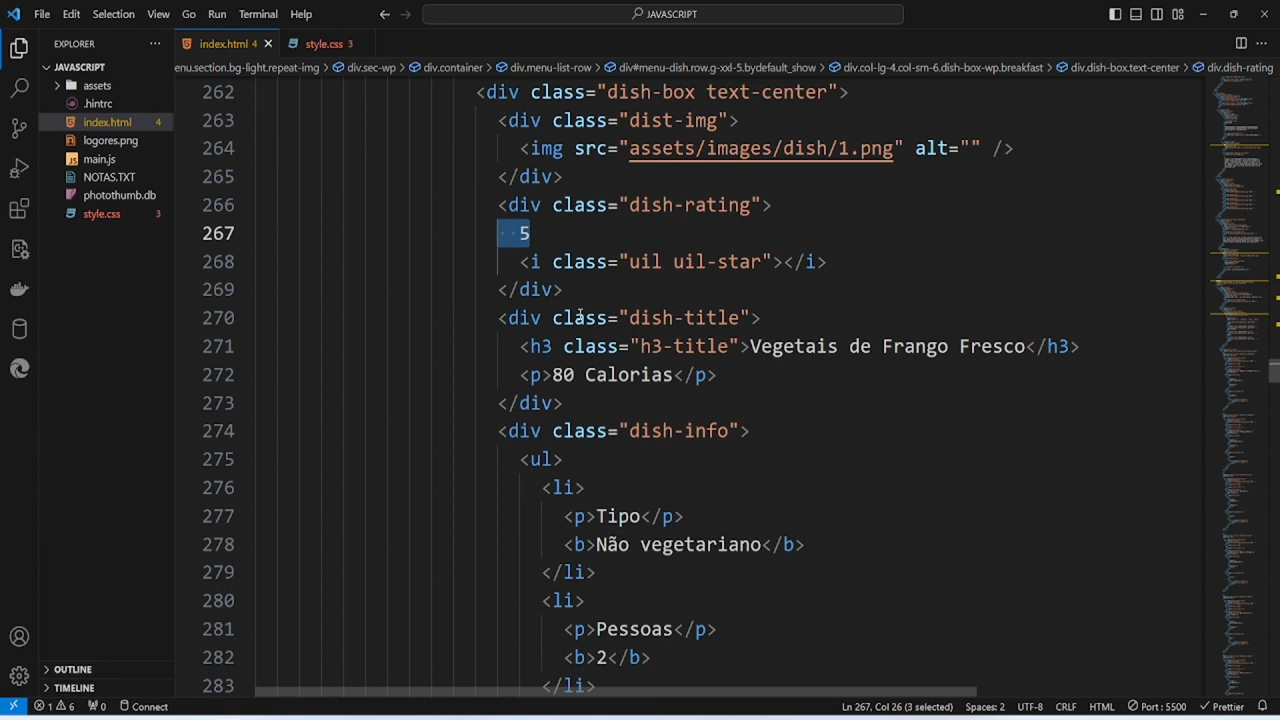 File Edit Selection View Go Run Terminal Help
JAVASCRIPT
EXPLORER
JAVASCRIPT
assets
.hintrc
index.html 4
logores.png
main.js
NOTAS.TXT
photothumb.db
style.css 3
OUTLINE
TIMELINE
index.html 4
style.css 3
enu.section.bg-light.repeat-img > div.sec-wp > div.container > div.menu-list-row > div#menu-dish.row.g-xxl-5.bydefault_show > div.col-lg-4.col-sm-6.dish-box-wp.breakfast > div.dish-box.text-center > div.dish-rating
262 <div class="dish-box text-center">
263 <div class="dist-img">
264 <img src="assets/images/dish/1.png" alt="" />
265 </div>
266 <div class="dish-rating">
267 5
268 <i class="uil uil-star"></i>
269 </div>
270 <div class="dish-title">
271 <h3 class="h3-title">Vegetais de Frango Fresco</h3>
272 <p>80 Calorias</p>
273 </div>
274 <div class="dish-info">
275 <ul>
276 <li>
277 <p>Tipo</p>
278 <b>Não vegetariano</b>
279 </li>
280 <li>
281 <p>Pessoas</p>
282 <b>2</b>
283 </li>
1 6 0 Connect Ln 267, Col 26 (3 selected) Spaces: 2 UTF-8 CRLF HTML Port : 5500 Prettier